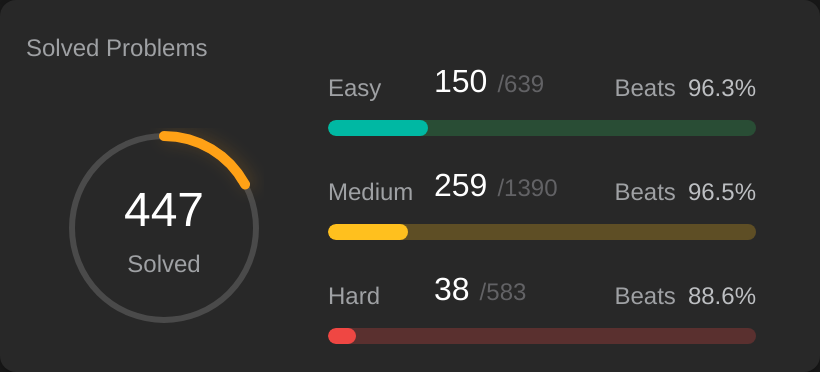 Solved Problems
447
Solved
Easy 150 /639 Beats 96.3%
Medium 259 /1390 Beats 96.5%
Hard 38 /583 Beats 88.6%